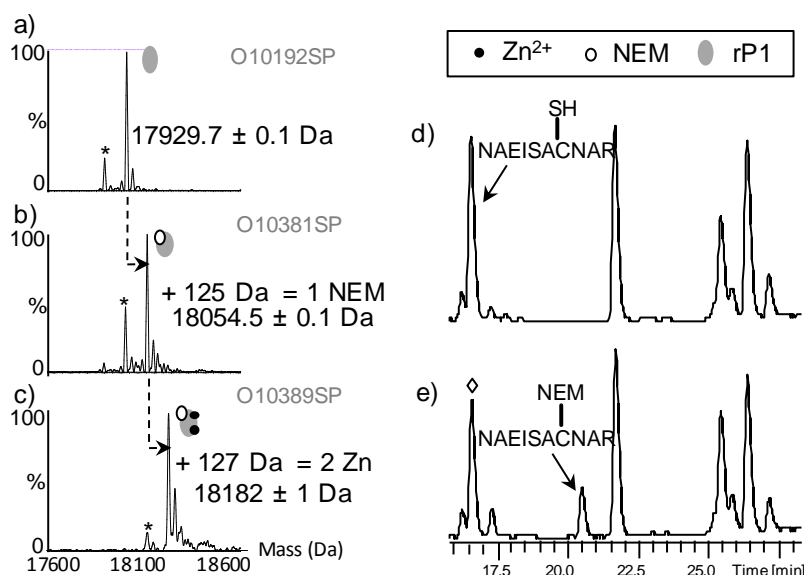 a)
O10192SP
17929.7 ± 0.1 Da
100
%
*
0
b)
O10381SP
+ 125 Da = 1 NEM
18054.5 ± 0.1 Da
100
%
*
0
c)
O10389SP
+ 127 Da = 2 Zn
18182 ± 1 Da
100
%
*
0
Mass (Da)
17600 18100 18600
• Zn²⁺ NEM rP1
d)
SH
NAEISACNAR
e)
NEM
NAEISACNAR
17.5 20.0 22.5 25.0 Time [min]